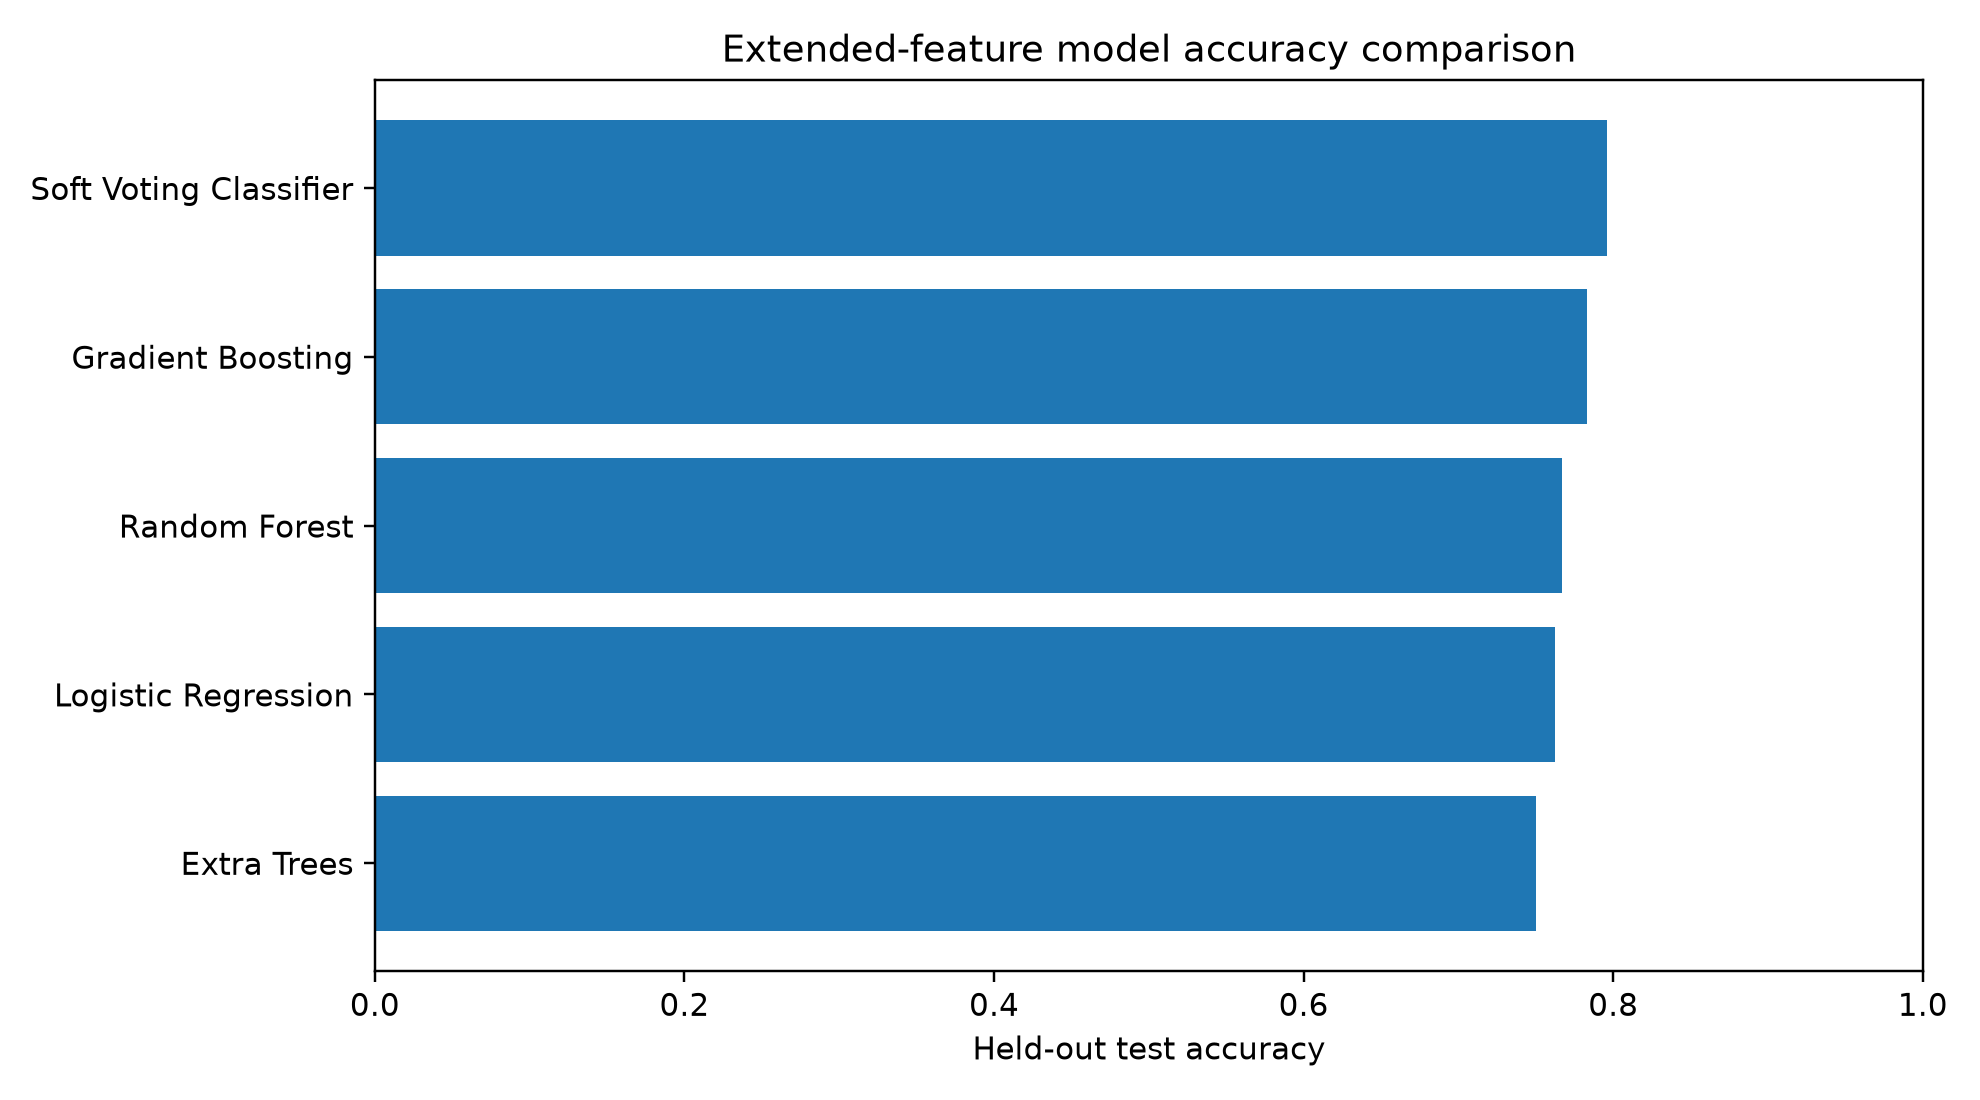 Extended-feature model accuracy comparison
Soft Voting Classifier
Gradient Boosting
Random Forest
Logistic Regression
Extra Trees
0.0 0.2 0.4 0.6 0.8 1.0
Held-out test accuracy